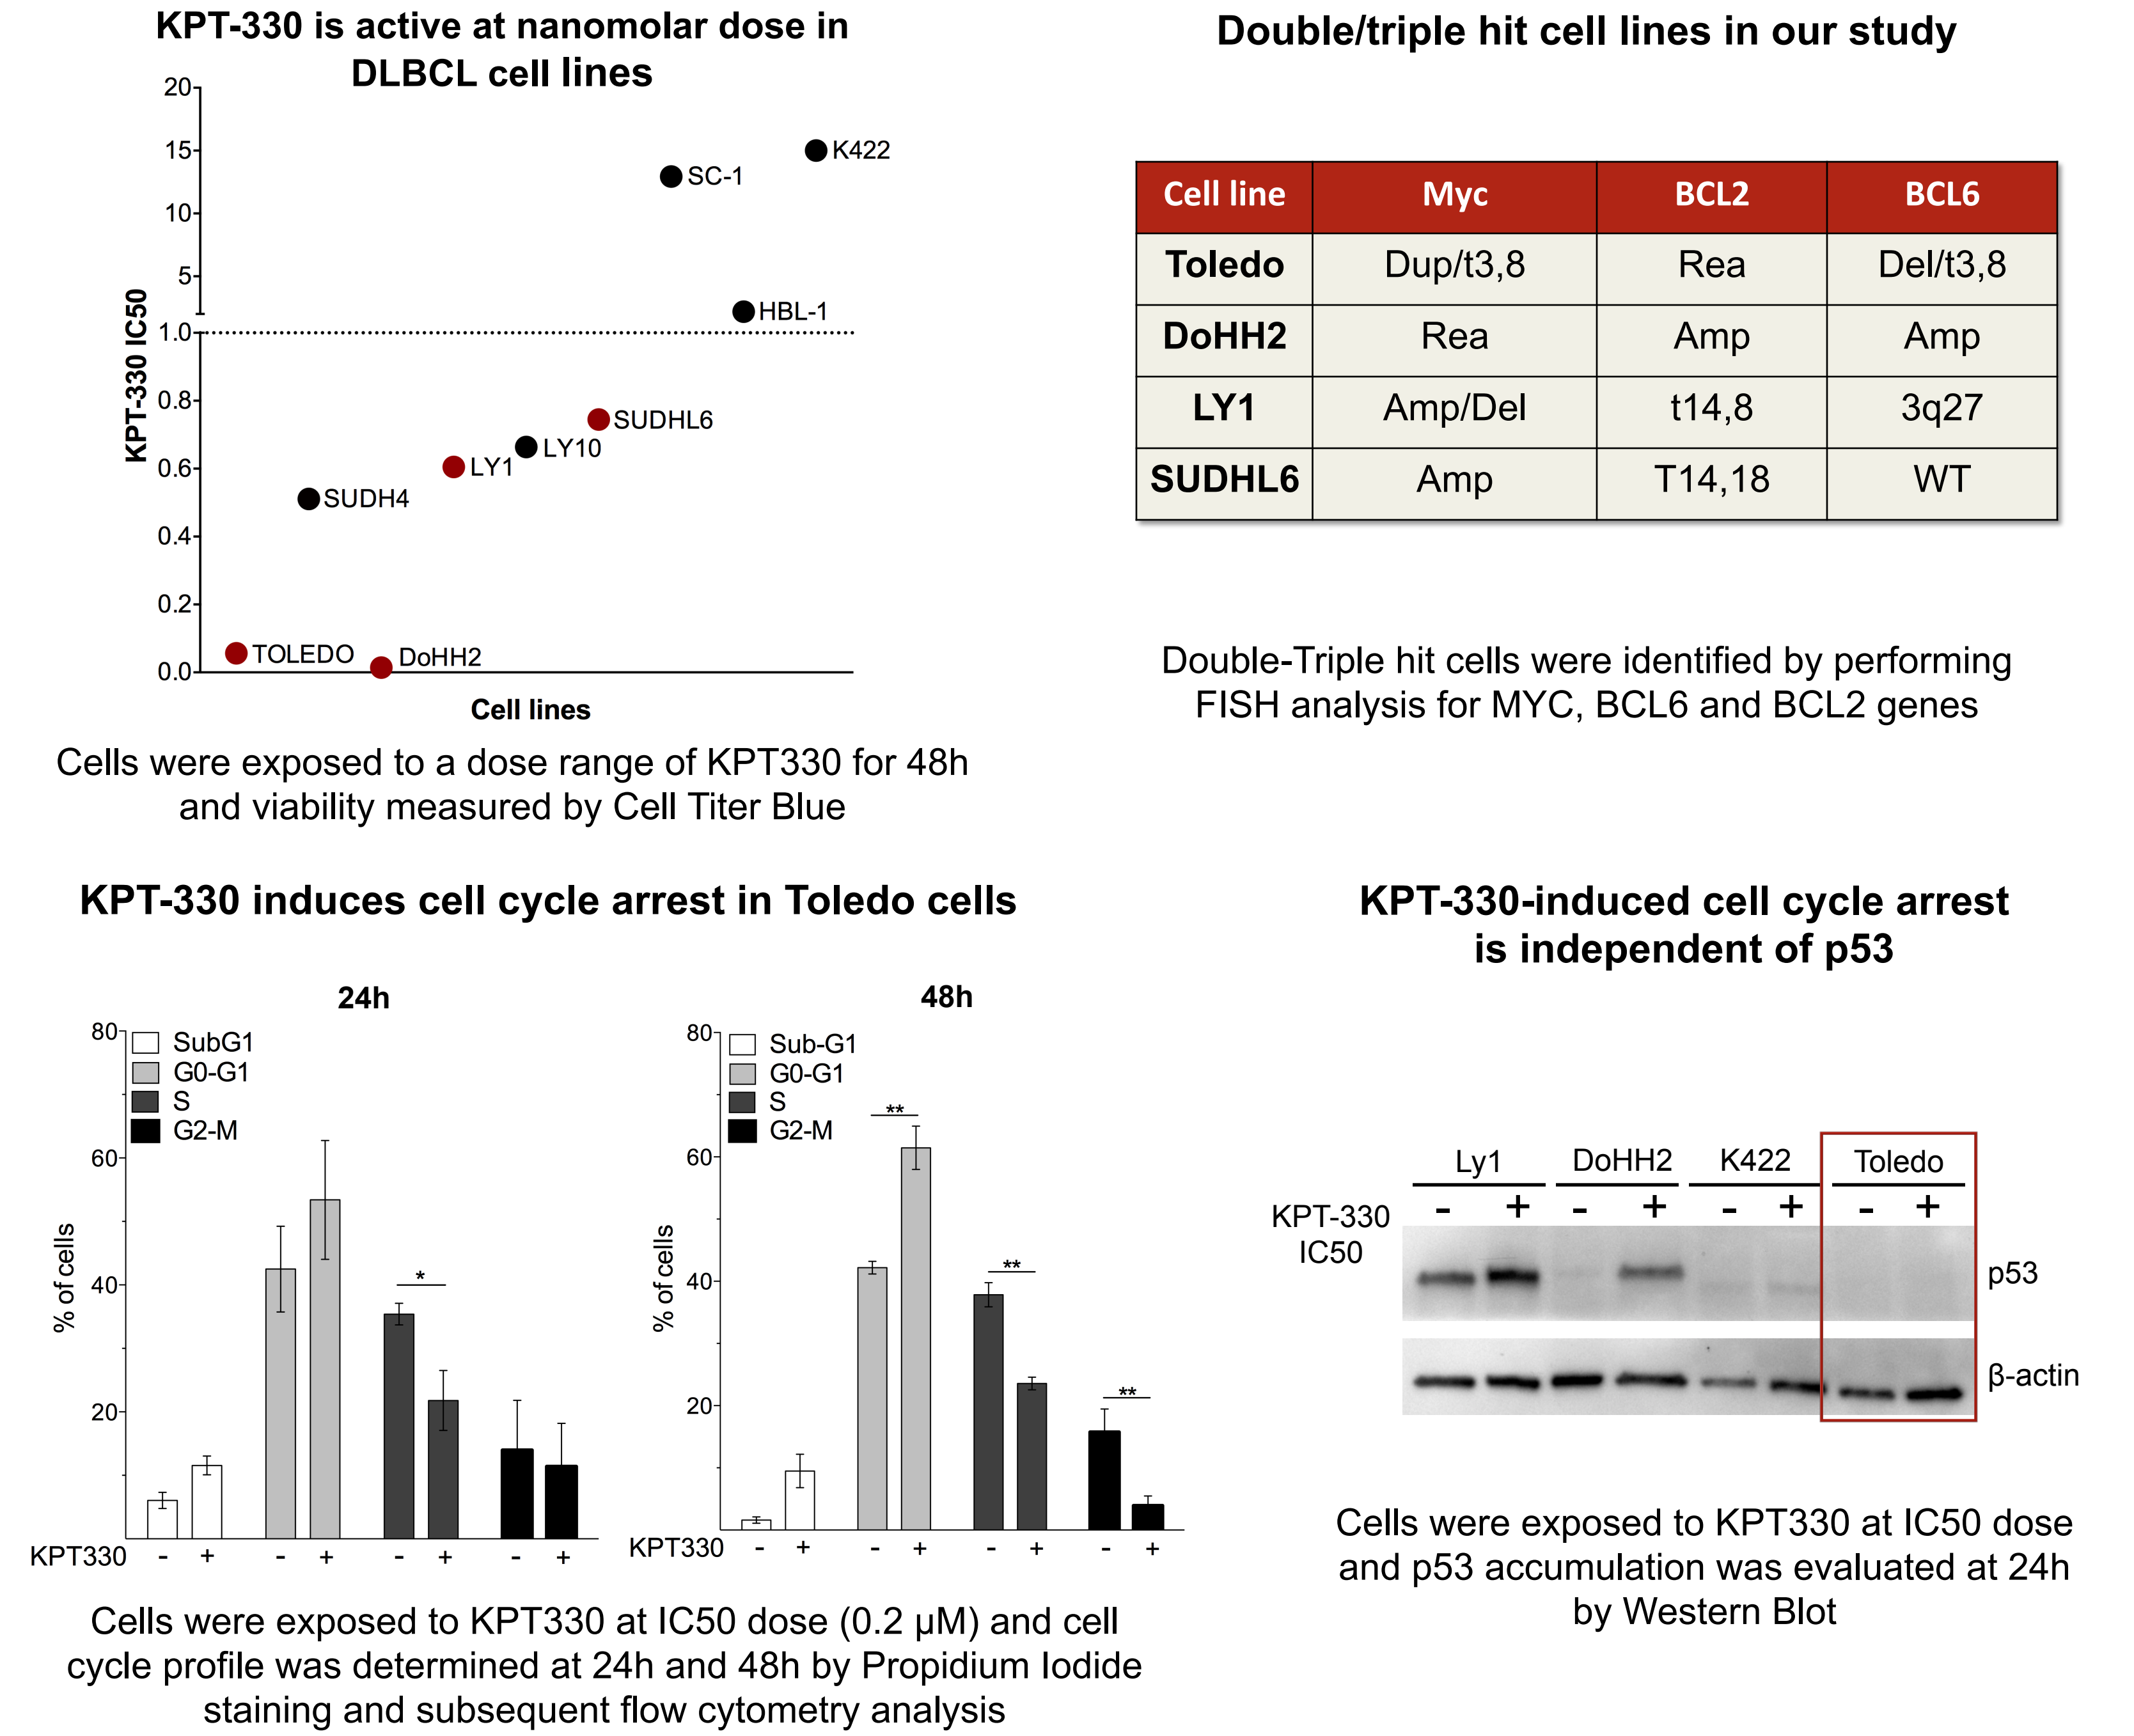 KPT-330 is active at nanomolar dose in
DLBCL cell lines
20
15
10
5
1.0
0.8
0.6
0.4
0.2
0.0
KPT-330 IC50
K422
SC-1
HBL-1
SUDHL6
LY10
LY1
SUDH4
TOLEDO
DoHH2
Cell lines
Cells were exposed to a dose range of KPT330 for 48h
and viability measured by Cell Titer Blue
Double/triple hit cell lines in our study
Cell line Myc BCL2 BCL6
Toledo Dup/t3,8 Rea Del/t3,8
DoHH2 Rea Amp Amp
LY1 Amp/Del t14,8 3q27
SUDHL6 Amp T14,18 WT
Double-Triple hit cells were identified by performing
FISH analysis for MYC, BCL6 and BCL2 genes
KPT-330 induces cell cycle arrest in Toledo cells
24h
80
60
40
20
% of cells
SubG1
G0-G1
S
G2-M
*
KPT330 - + - + - + - +
48h
80
60
40
20
% of cells
Sub-G1
G0-G1
S
G2-M
**
**
**
KPT330 - + - + - + - +
Cells were exposed to KPT330 at IC50 dose (0.2 µM) and cell
cycle profile was determined at 24h and 48h by Propidium Iodide
staining and subsequent flow cytometry analysis
KPT-330-induced cell cycle arrest
is independent of p53
Ly1 DoHH2 K422 Toledo
KPT-330 - + - + - + - +
IC50
p53
β-actin
Cells were exposed to KPT330 at IC50 dose
and p53 accumulation was evaluated at 24h
by Western Blot